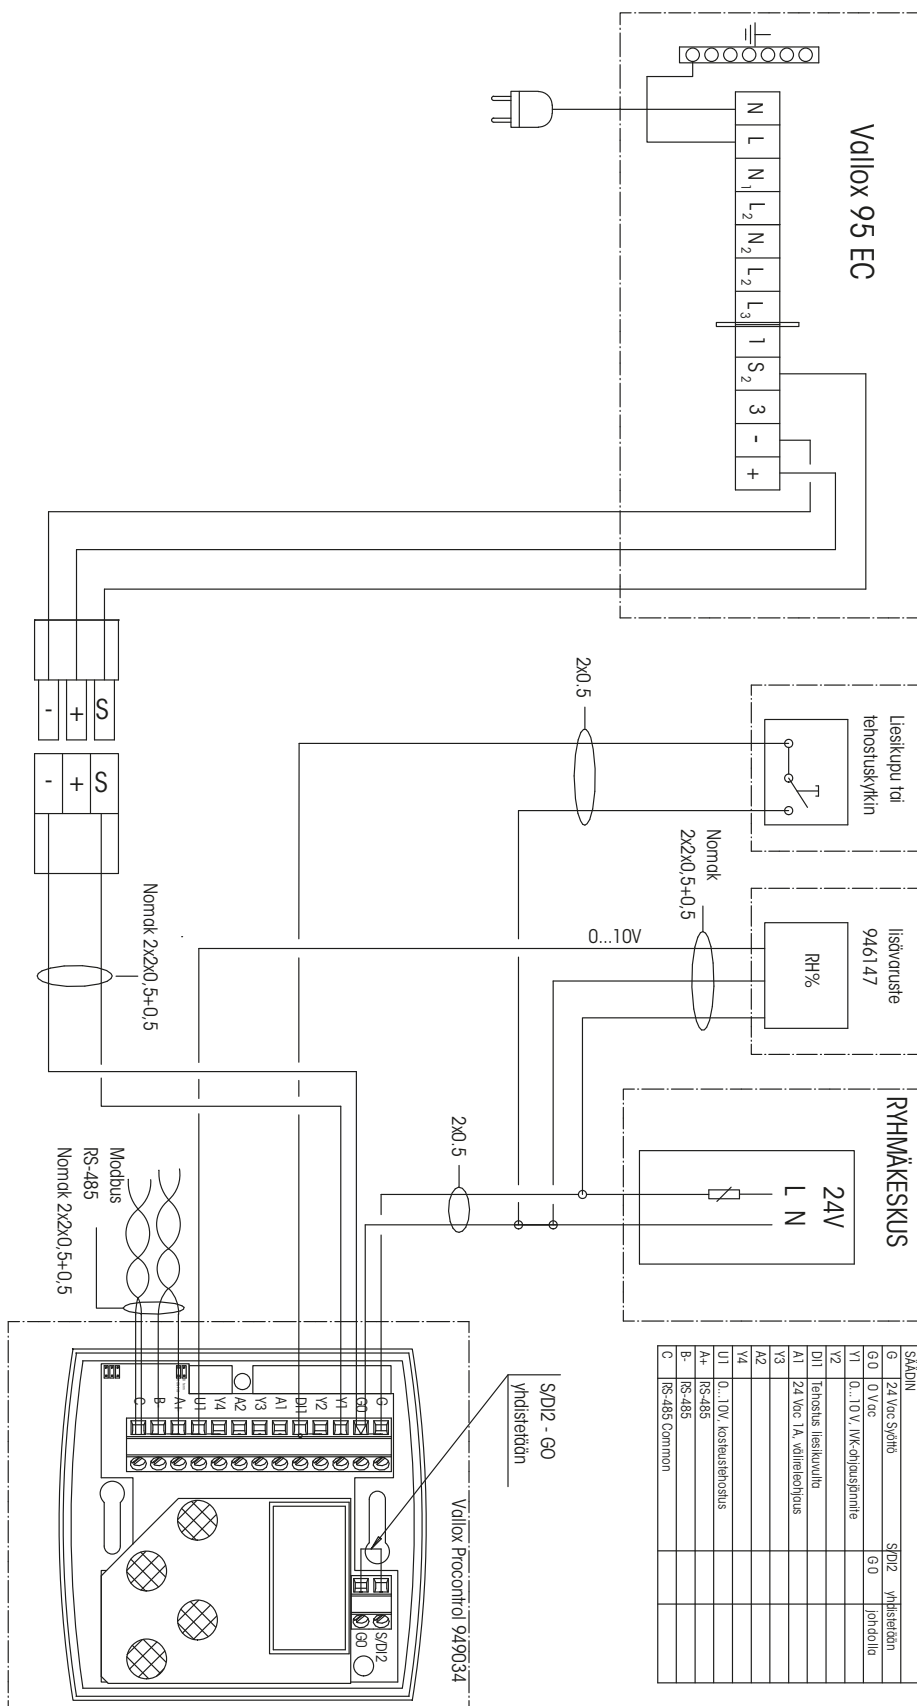 Vallox 95 EC
N
L
N1
L2
N2
L2
L3
1
S2
3
-
+
S
+
-
S
+
-
Liesikupu tai
tehostuskytkin
2x0.5
lisävaruste
946147
RH%
Nomak
2x2x0,5+0,5
0...10V
Nomak 2x2x0,5+0,5
RYHMÄKESKUS
24V
L N
2x0.5
Modbus
RS-485
Nomak 2x2x0,5+0,5
SÄÄDIN
G 24 Vac Syöttö S/DI2 yhdistetään
G0 0 Vac G0 johdolla
Y1 0...10 V, IVK-ohjausjännite
Y2
DI1 Tehostus liesikuvulta
A1 24 Vac 1A, välireleohjaus
Y3
A2
Y4
U1 0...10V, kosteustehostus
A+ RS-485
B- RS-485
C RS-485 Common
S/DI2 - GO
yhdistetään
Vallox Procontrol 949034
G
G0
Y1
Y2
DI1
A1
Y3
A2
Y4
U1
A+
B-
C
S/DI2
G0